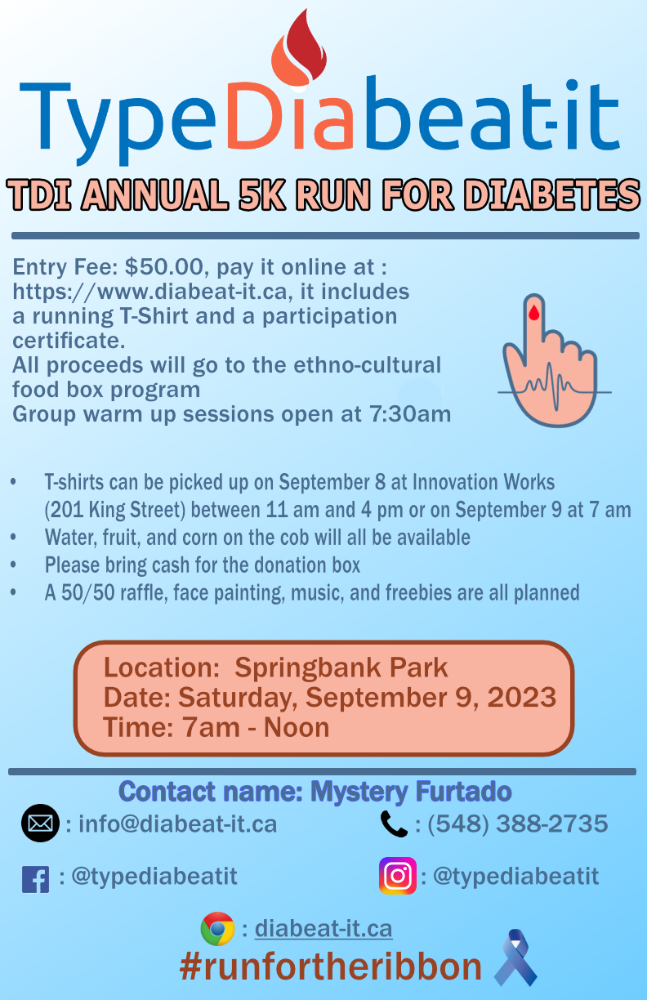 TypeDiabeat-it
TDI ANNUAL 5K RUN FOR DIABETES
Entry Fee: $50.00, pay it online at :
https://www.diabeat-it.ca, it includes
a running T-Shirt and a participation
certificate.
All proceeds will go to the ethno-cultural
food box program
Group warm up sessions open at 7:30am
• T-shirts can be picked up on September 8 at Innovation Works
(201 King Street) between 11 am and 4 pm or on September 9 at 7 am
• Water, fruit, and corn on the cob will all be available
• Please bring cash for the donation box
• A 50/50 raffle, face painting, music, and freebies are all planned
Location: Springbank Park
Date: Saturday, September 9, 2023
Time: 7am - Noon
Contact name: Mystery Furtado
: info@diabeat-it.ca
: (548) 388-2735
: @typediabeatit
: @typediabeatit
: diabeat-it.ca
#runfortheribbon